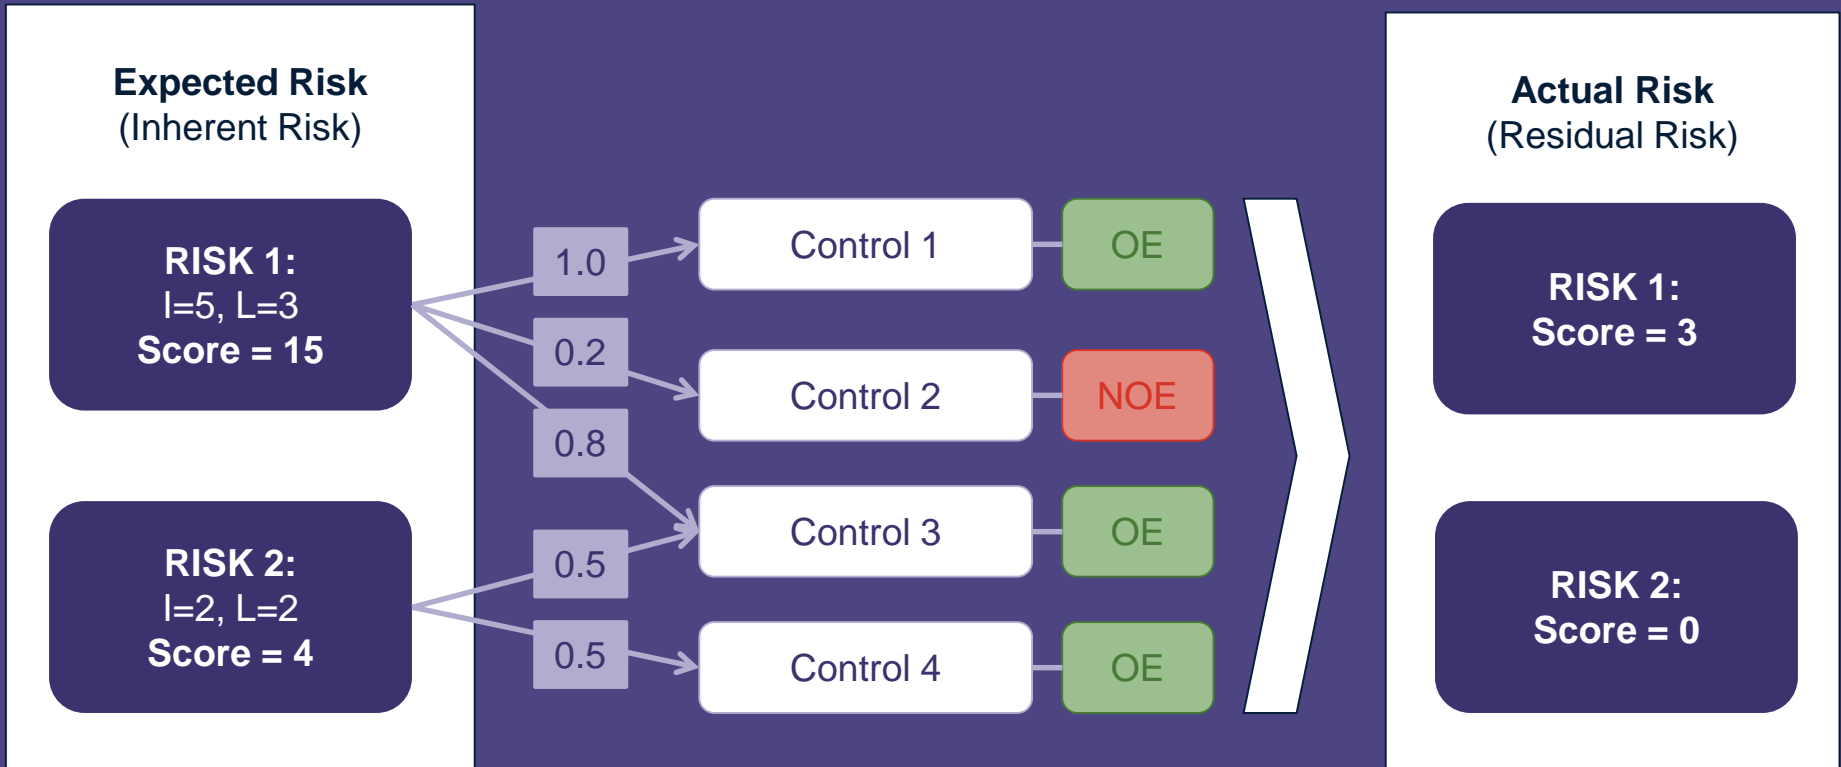 Expected Risk
(Inherent Risk)
RISK 1:
I=5, L=3
Score = 15
RISK 2:
I=2, L=2
Score = 4
1.0
0.2
0.8
0.5
0.5
Control 1
OE
Control 2
NOE
Control 3
OE
Control 4
OE
Actual Risk
(Residual Risk)
RISK 1:
Score = 3
RISK 2:
Score = 0